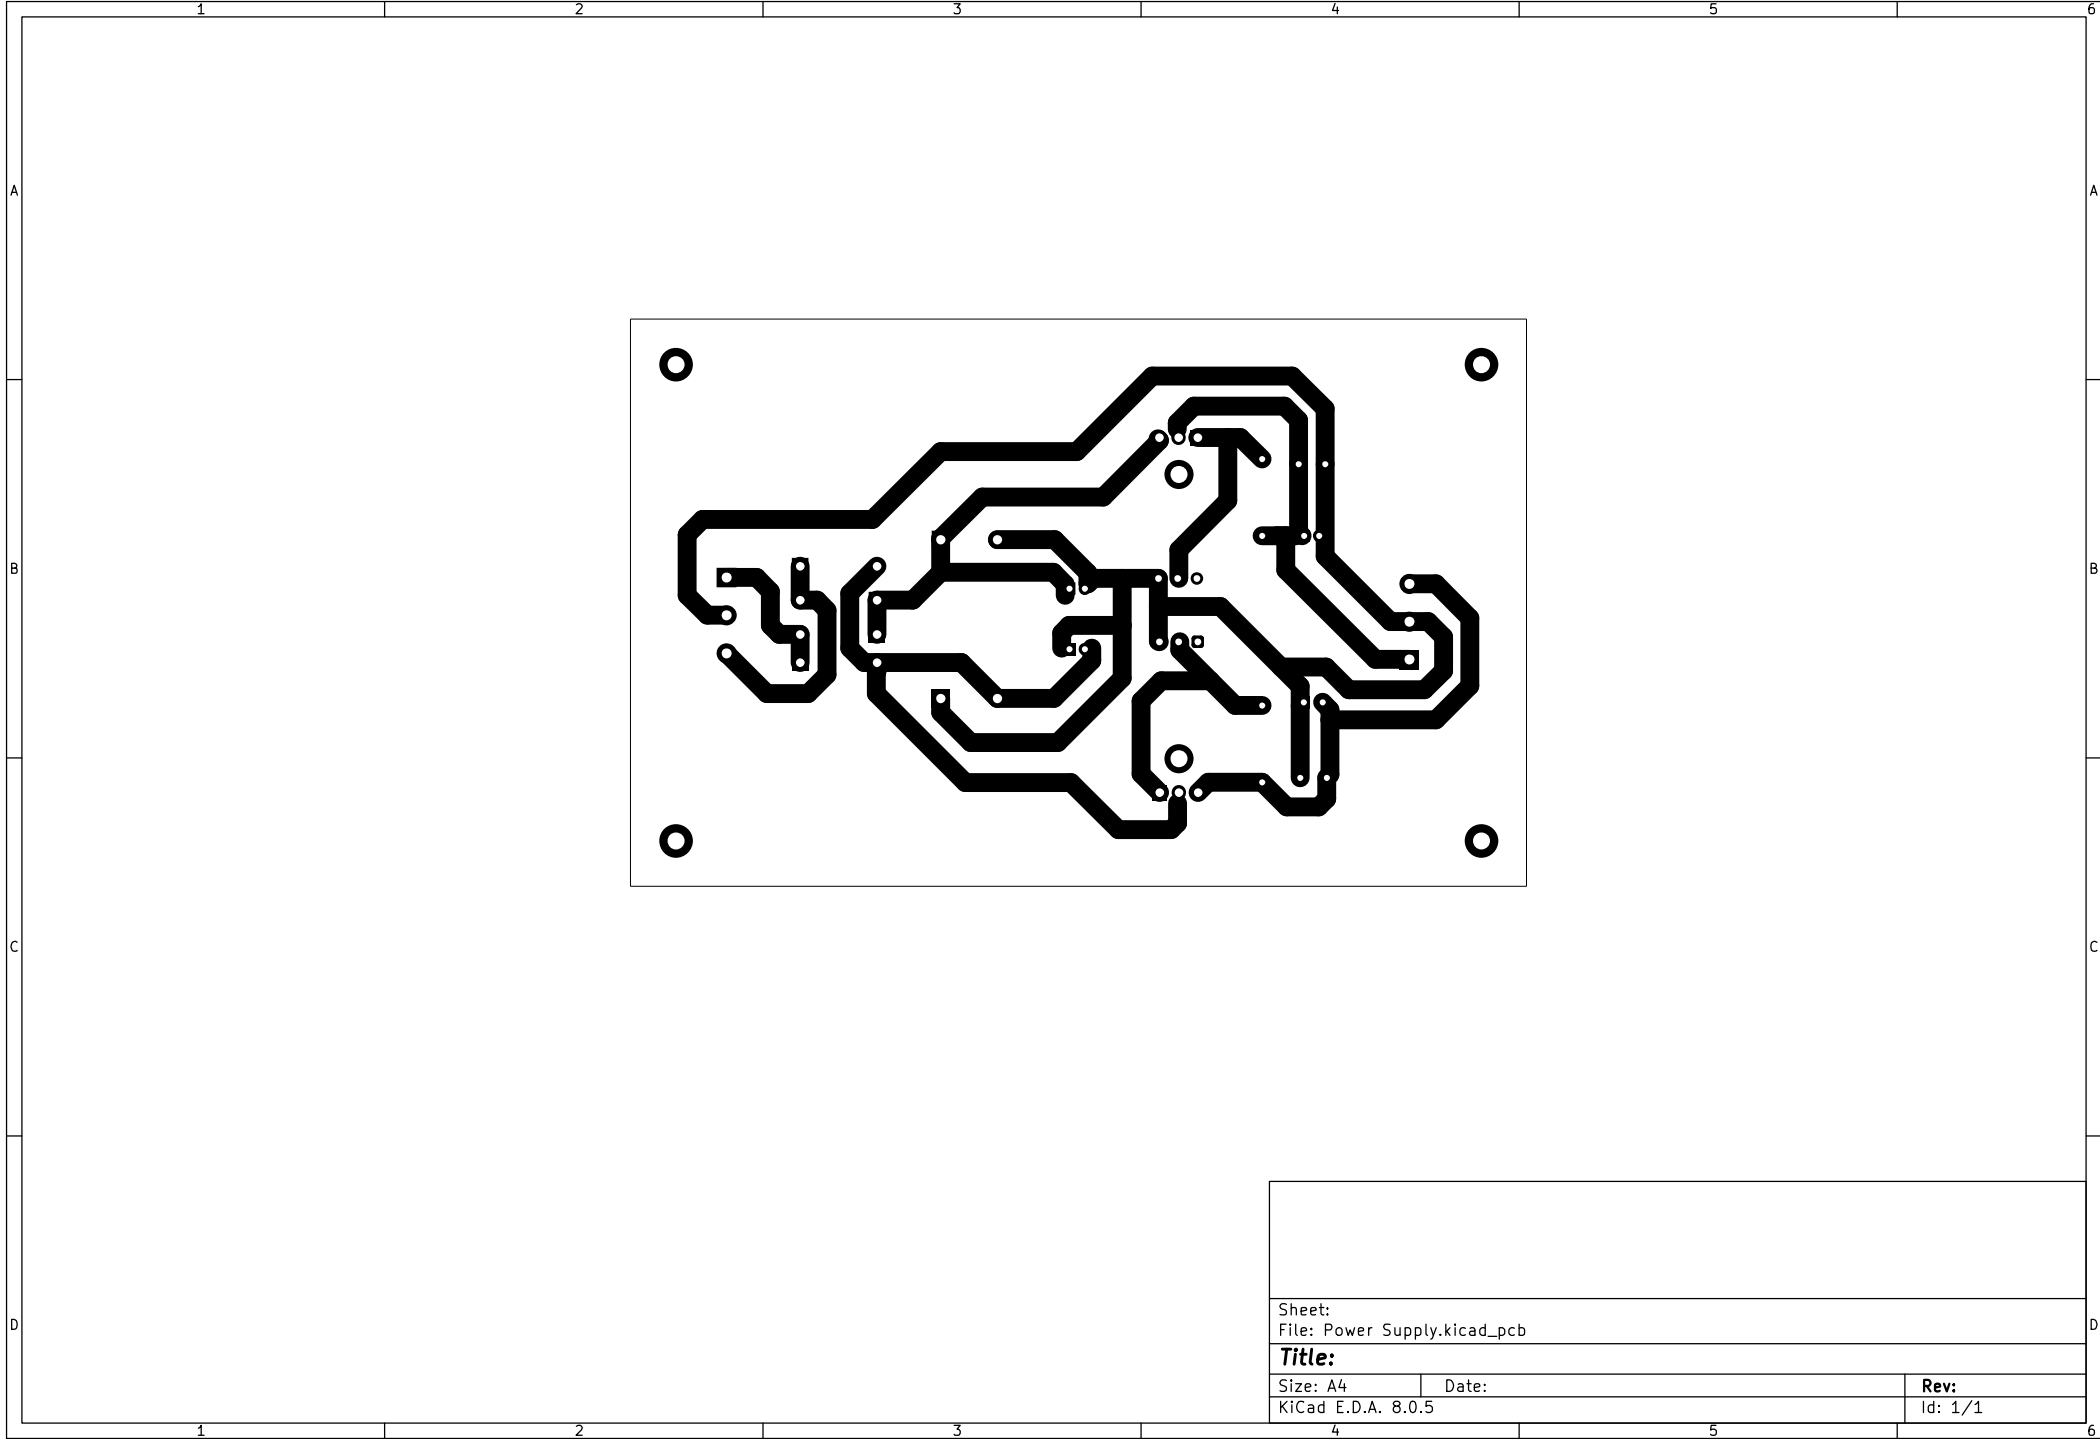 1 2 3 4 5 6
A A
B B
C C
D D
Sheet:
File: Power Supply.kicad_pcb
Title:
Size: A4 Date: Rev:
KiCad E.D.A. 8.0.5 Id: 1/1
1 2 3 4 5 6